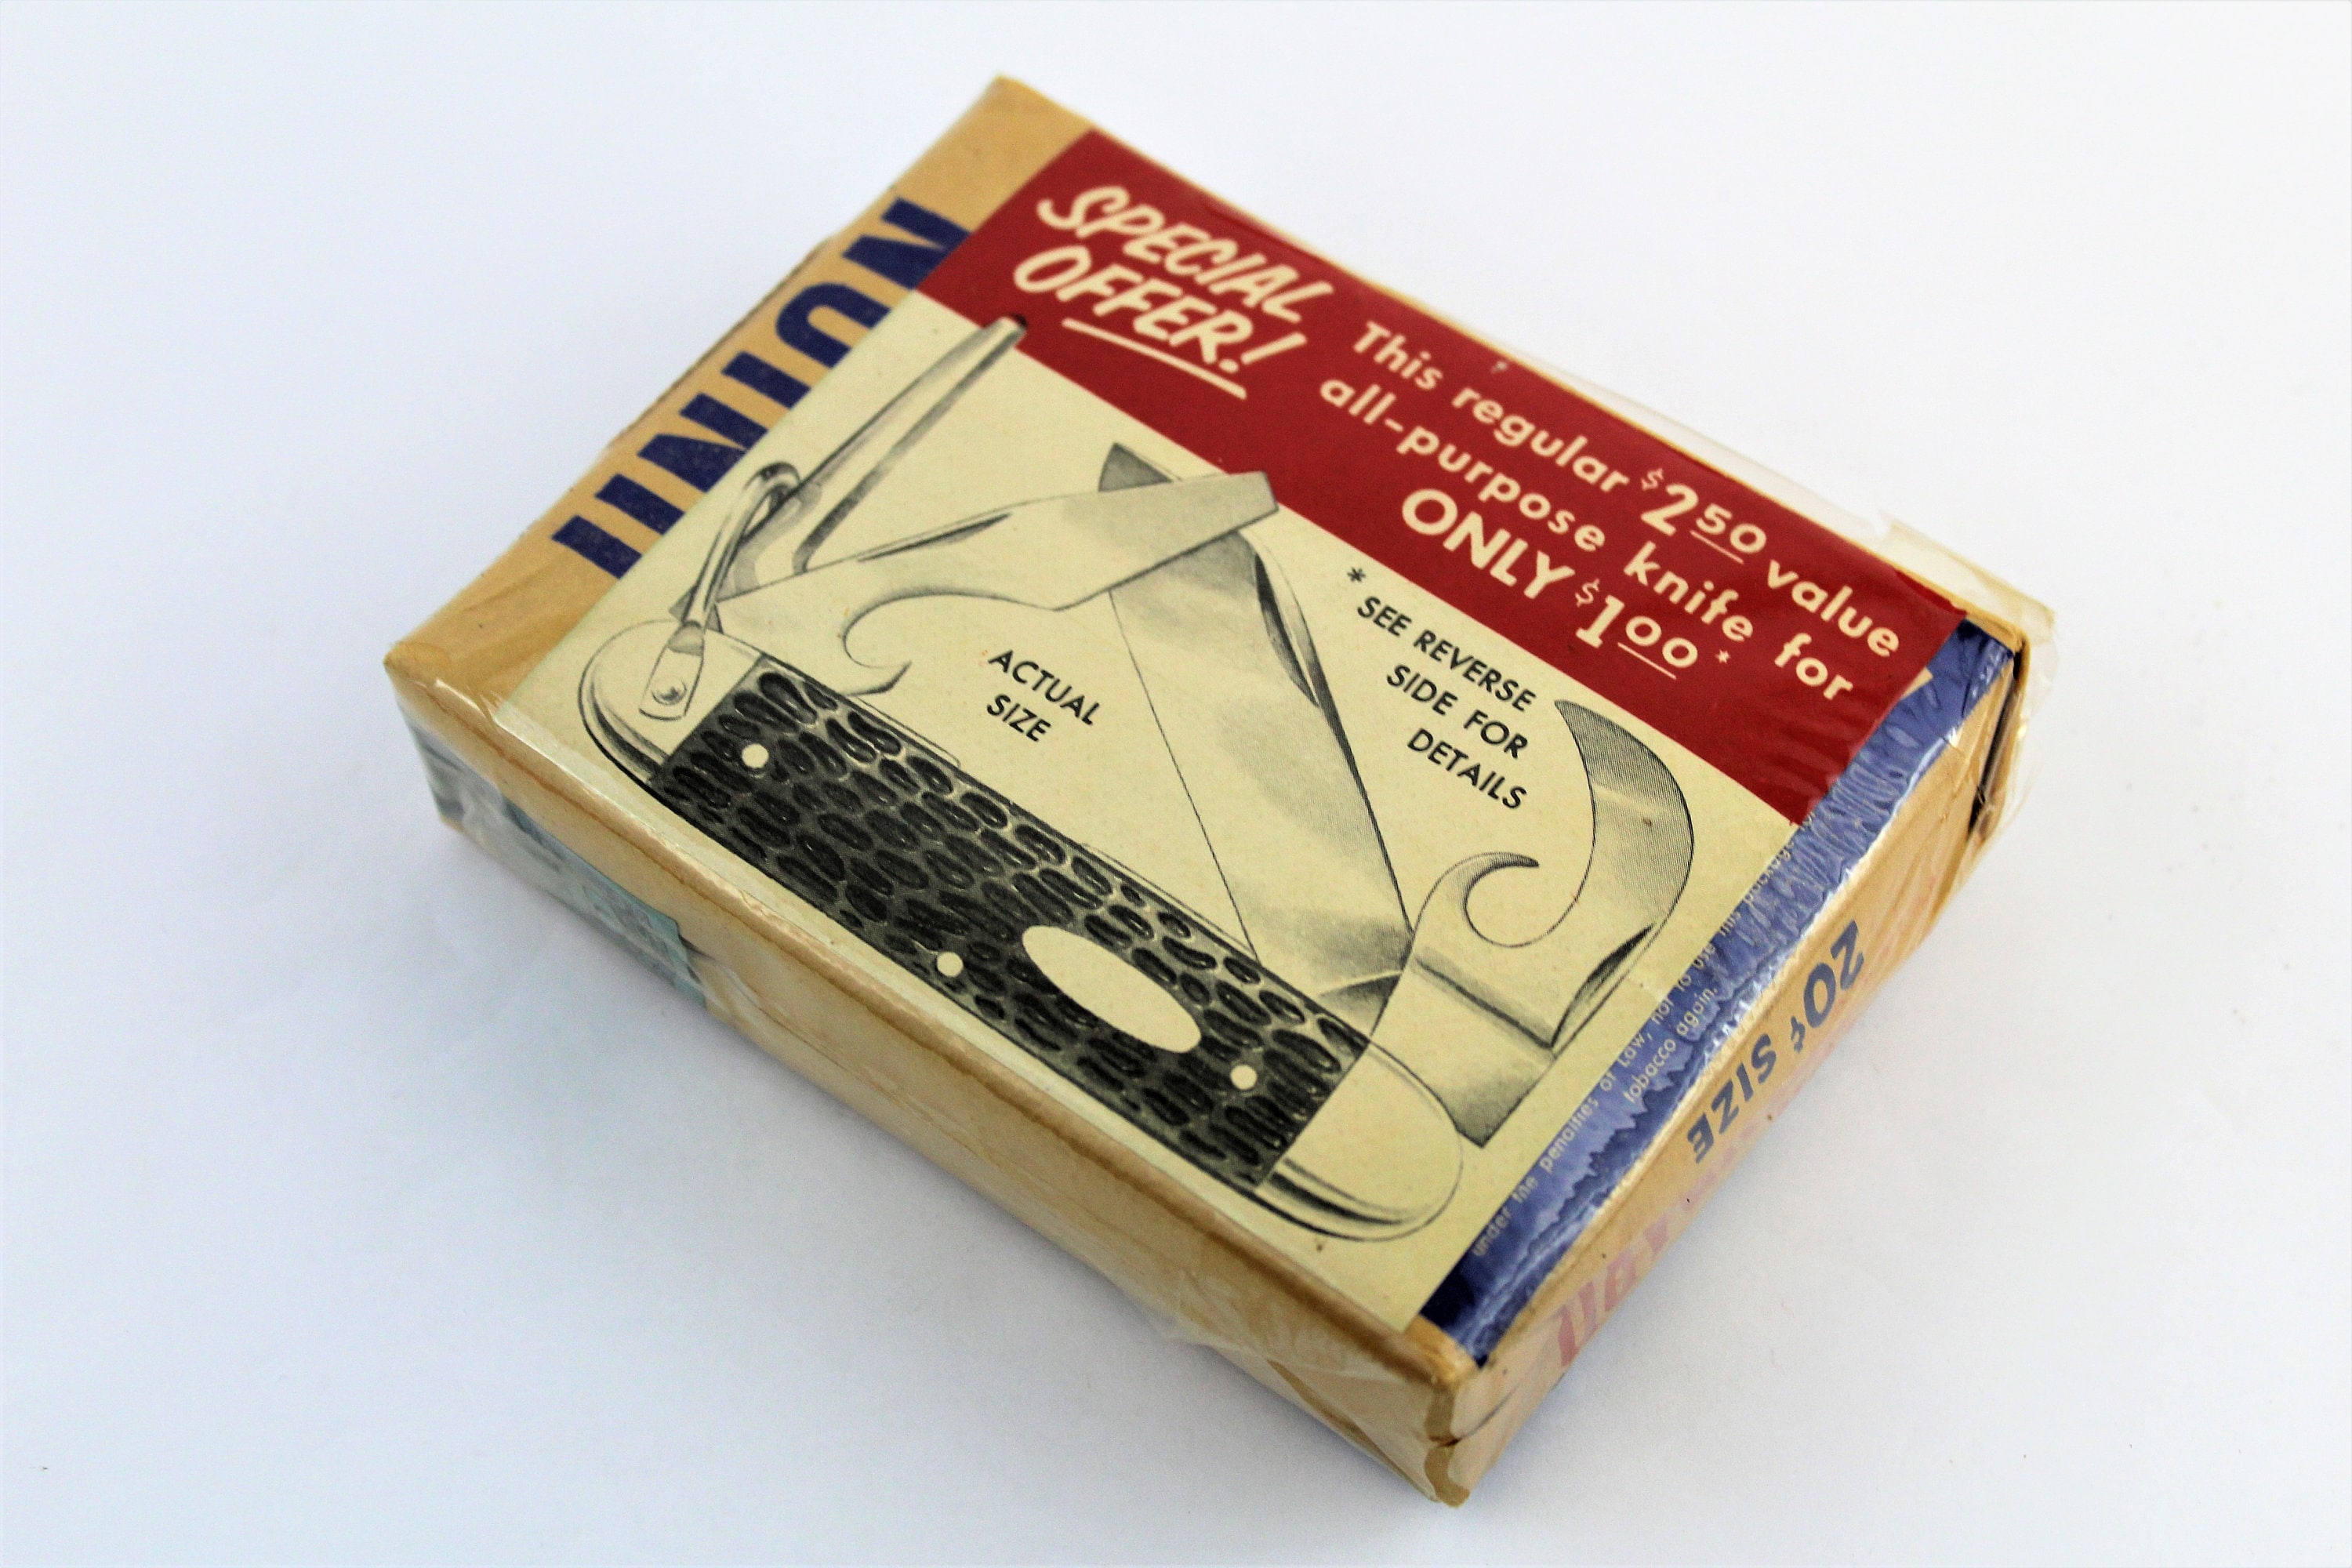 UNION
SPECIAL
OFFER!
This regular $2.50 value
all-purpose knife for
ONLY $1.00*
* SEE REVERSE
SIDE FOR
DETAILS
ACTUAL
SIZE
under the penalties of Law, not to use this package
tobacco again.
20¢ SIZE